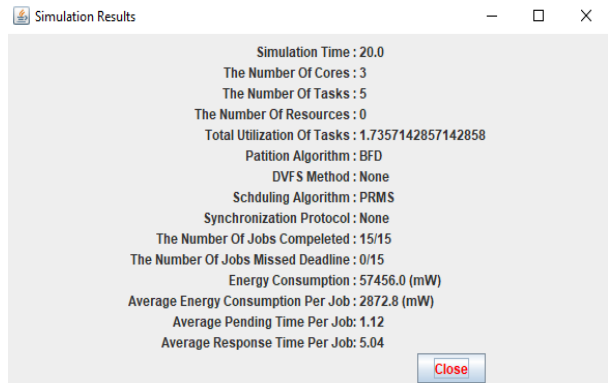 Simulation Results
Simulation Time : 20.0
The Number Of Cores : 3
The Number Of Tasks : 5
The Number Of Resources : 0
Total Utilization Of Tasks : 1.7357142857142858
Patition Algorithm : BFD
DVFS Method : None
Schduling Algorithm : PRMS
Synchronization Protocol : None
The Number Of Jobs Compeleted : 15/15
The Number Of Jobs Missed Deadline : 0/15
Energy Consumption : 57456.0 (mW)
Average Energy Consumption Per Job : 2872.8 (mW)
Average Pending Time Per Job: 1.12
Average Response Time Per Job: 5.04
Close